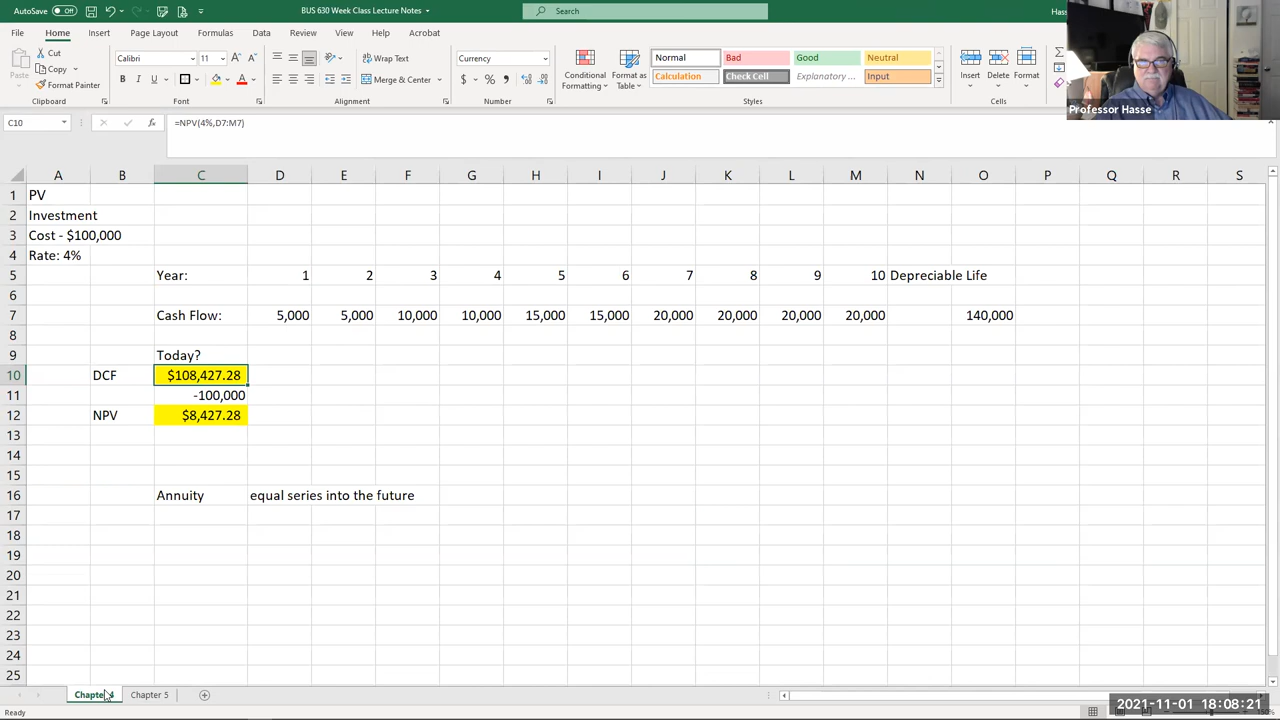 AutoSave Off BUS 630 Week Class Lecture Notes Search Has
File Home Insert Page Layout Formulas Data Review View Help Acrobat
Cut Calibri 11 Wrap Text Currency Normal Bad Good Neutral
Paste Copy Format Painter B I U Merge & Center $ % Conditional Formatting Format as Table Calculation Check Cell Explanatory ... Input Insert Delete Format
Clipboard Font Alignment Number Styles Cells
Professor Hasse
C10 fx =NPV(4%,D7:M7)
A B C D E F G H I J K L M N O P Q R S
1 PV
2 Investment
3 Cost - $100,000
4 Rate: 4%
5 Year: 1 2 3 4 5 6 7 8 9 10 Depreciable Life
6
7 Cash Flow: 5,000 5,000 10,000 10,000 15,000 15,000 20,000 20,000 20,000 20,000 140,000
8
9 Today?
10 DCF $108,427.28
11 -100,000
12 NPV $8,427.28
13
14
15
16 Annuity equal series into the future
17
18
19
20
21
22
23
24
25
Chapter 4 Chapter 5
Ready
2021-11-01 18:08:21